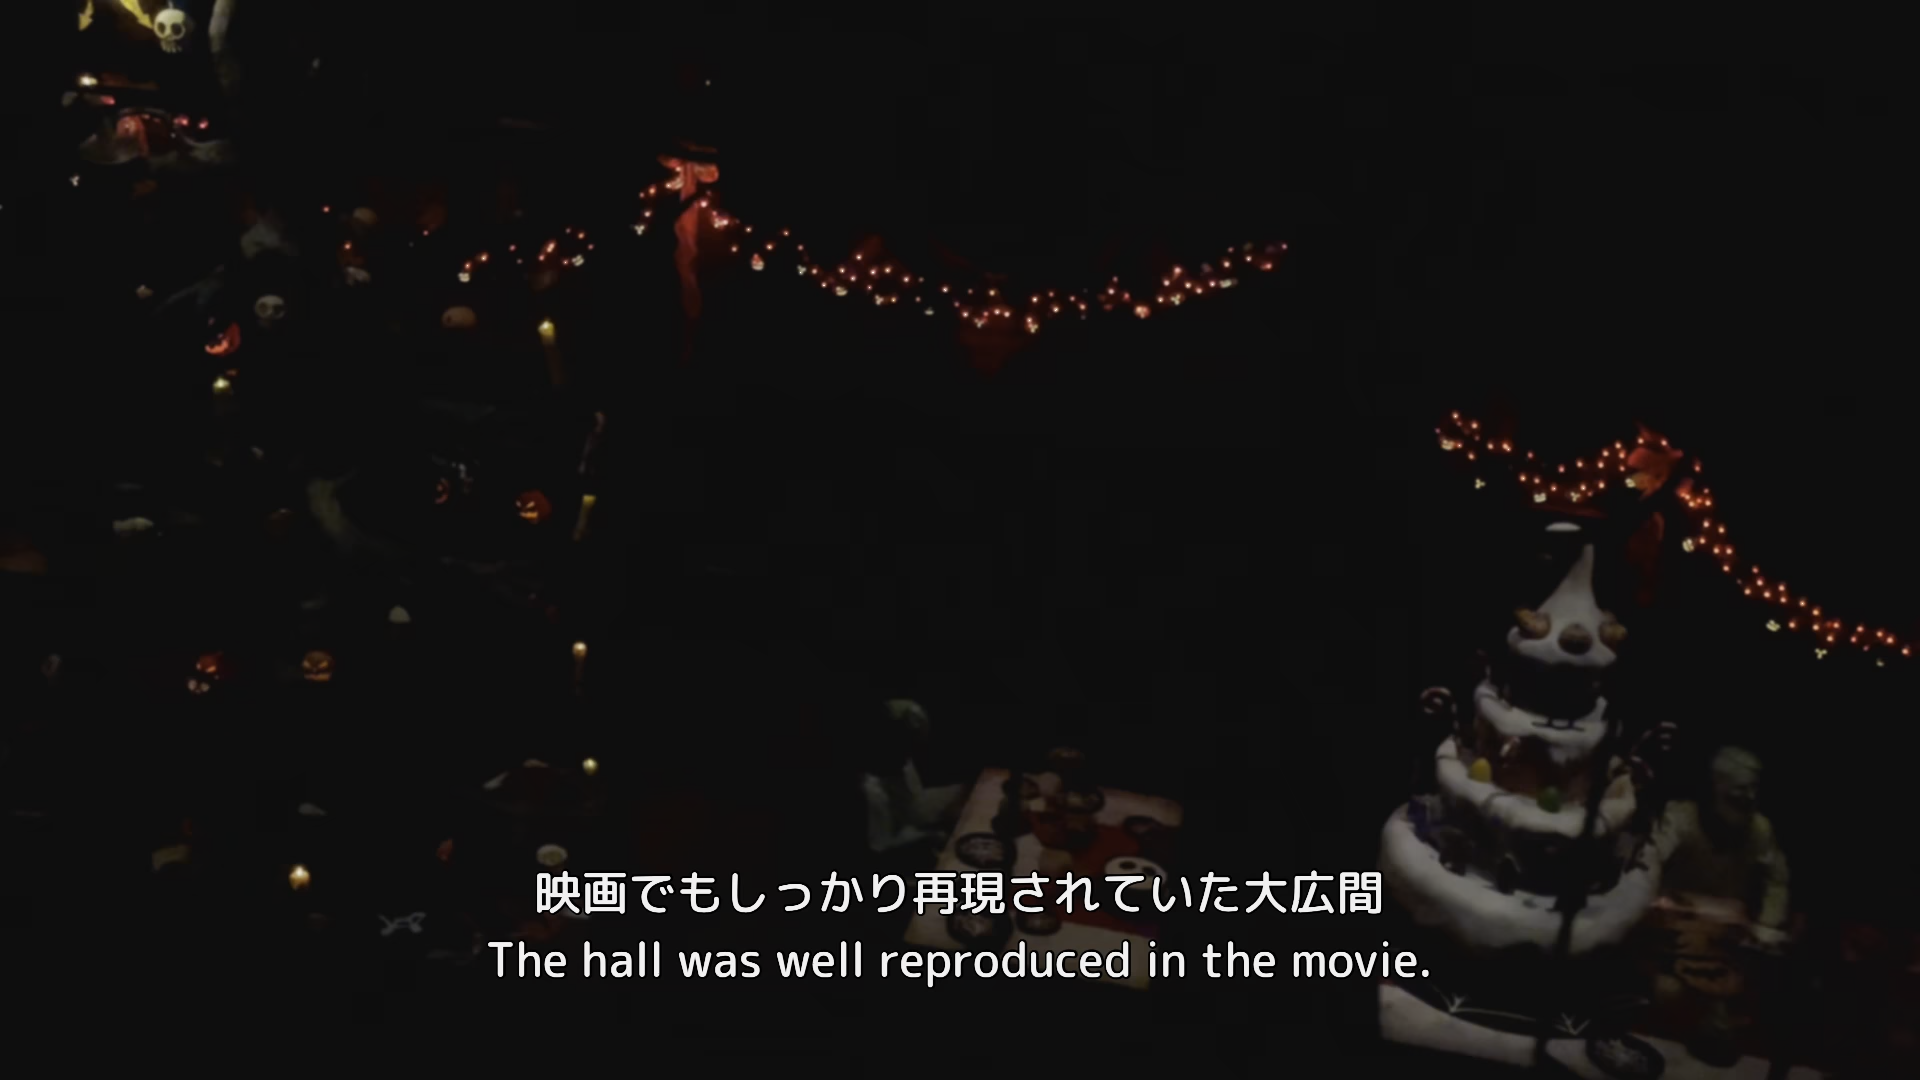 映画でもしっかり再現されていた大広間
The hall was well reproduced in the movie.